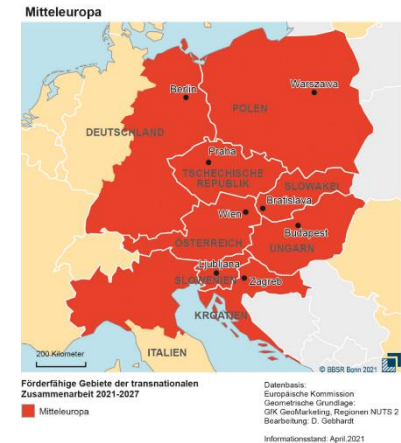 Mitteleuropa
Berlin
Warszawa
POLEN
DEUTSCHLAND
Praha
TSCHECHISCHE
REPUBLIK
SLOWAKEI
Bratislava
Wien
Budapest
ÖSTERREICH
UNGARN
Ljubljana
SLOWENIEN
Zagreb
KROATIEN
200 Kilometer
ITALIEN
© BBSR Bonn 2021
Förderfähige Gebiete der transnationalen
Zusammenarbeit 2021-2027
Mitteleuropa
Datenbasis:
Europäische Kommission
Geometrische Grundlage:
GfK GeoMarketing, Regionen NUTS 2
Bearbeitung: D. Gebhardt
Informationsstand: April.2021